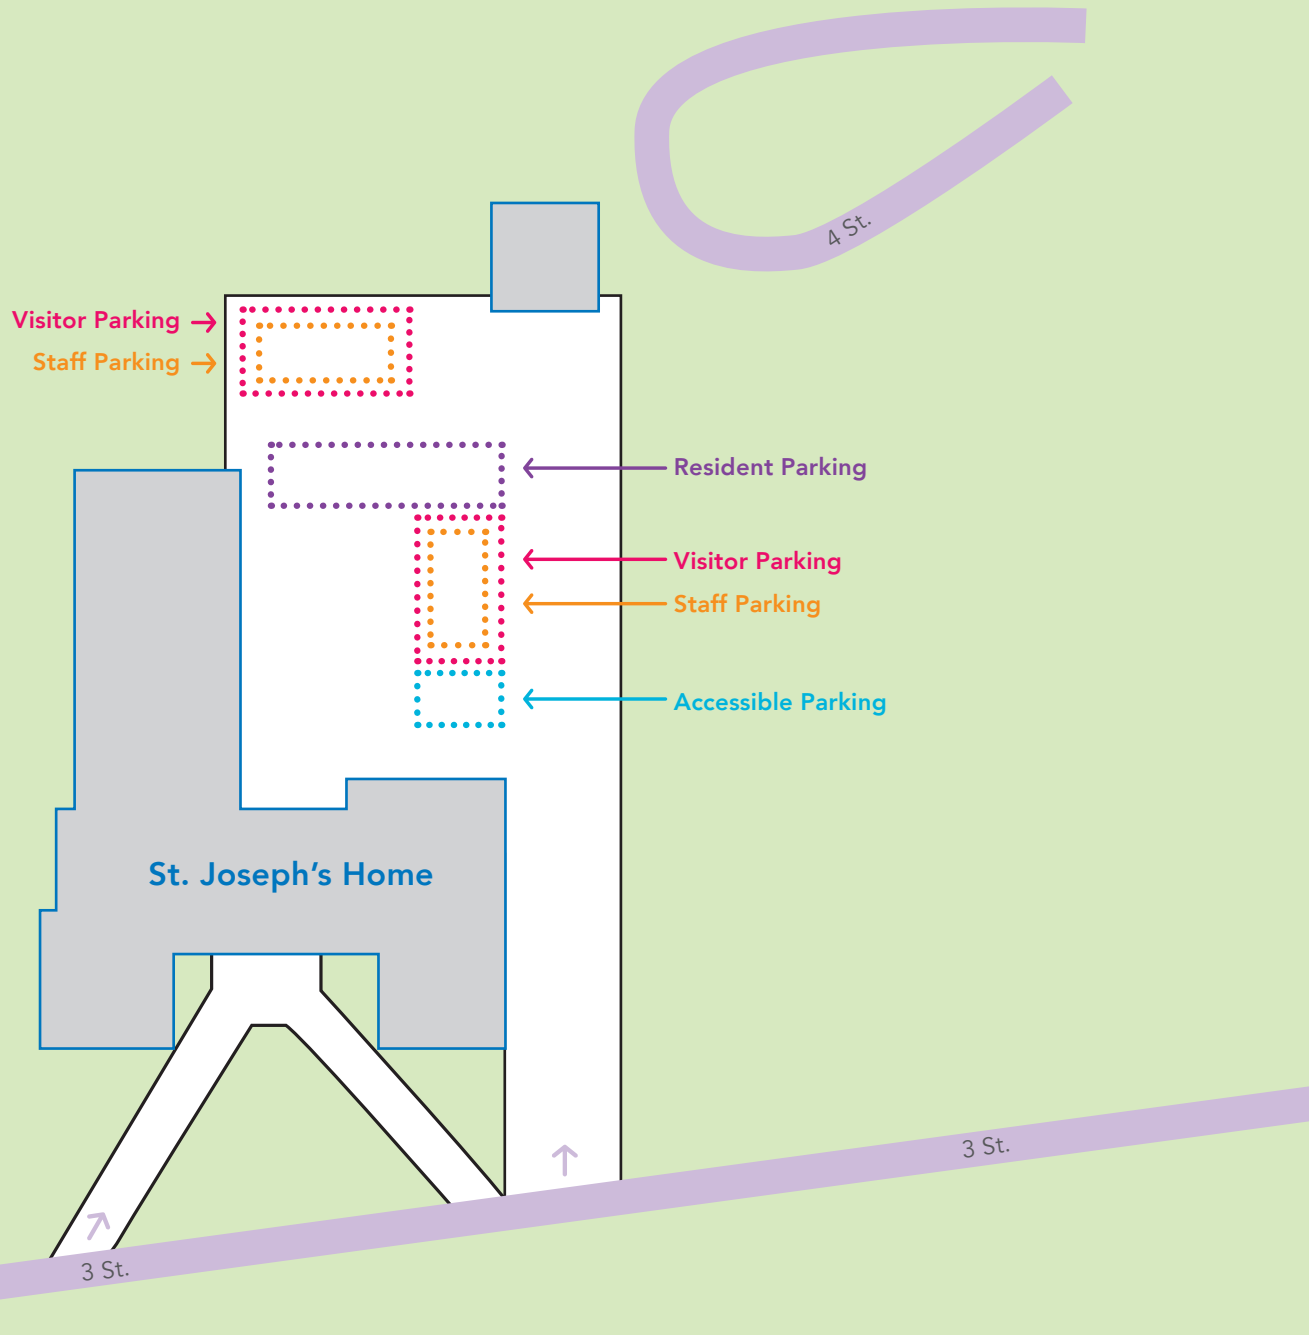 4 St.
Visitor Parking
Staff Parking
Resident Parking
Visitor Parking
Staff Parking
Accessible Parking
St. Joseph’s Home
3 St.
3 St.